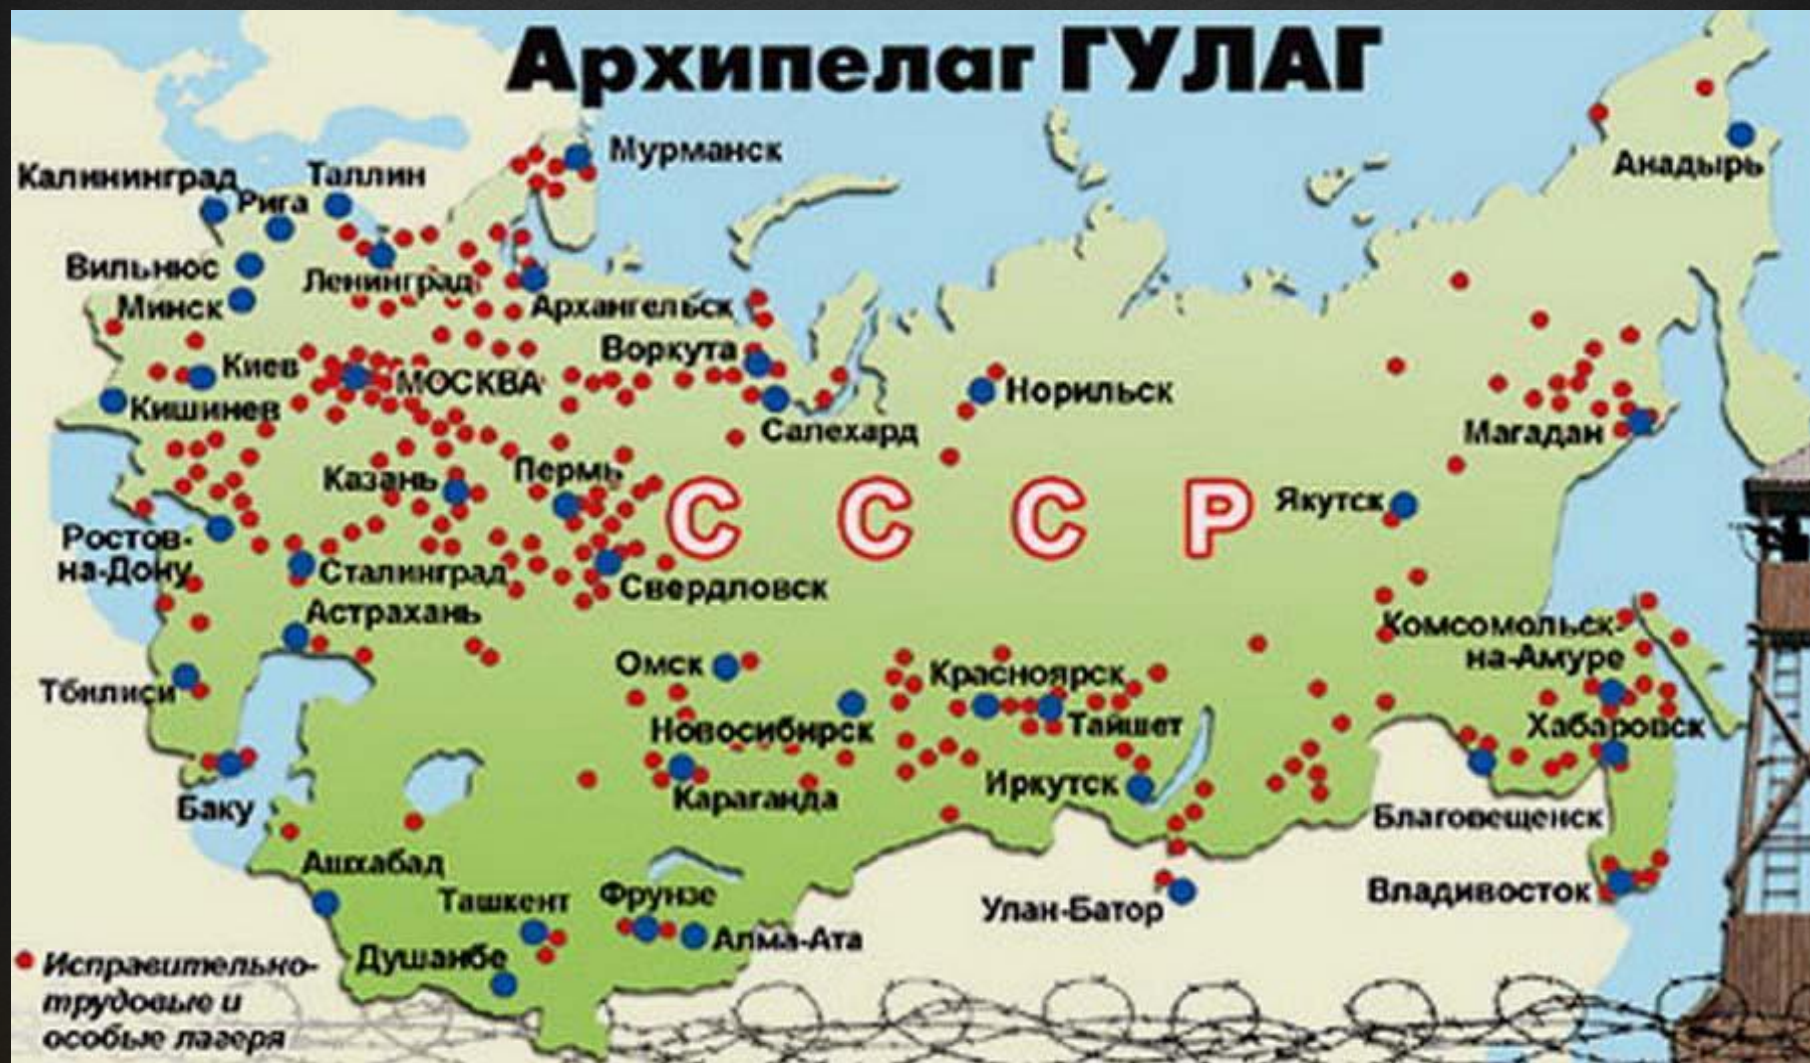 Архипелаг ГУЛАГ
Мурманск
Анадырь
Калининград
Таллин
Рига
Вильнюс
Ленинград
Минск
Архангельск
Воркута
Киев
МОСКВА
Норильск
Кишинев
Салехард
Магадан
Казань
Пермь
С С С Р
Якутск
Ростов-
на-Дону
Сталинград
Свердловск
Астрахань
Комсомольск-
на-Амуре
Омск
Красноярск
Тбилиси
Новосибирск
Тайшет
Хабаровск
Иркутск
Караганда
Баку
Благовещенск
Ашхабад
Ташкент
Фрунзе
Улан-Батор
Владивосток
Алма-Ата
Душанбе
Исправительно-
трудовые и
особые лагеря